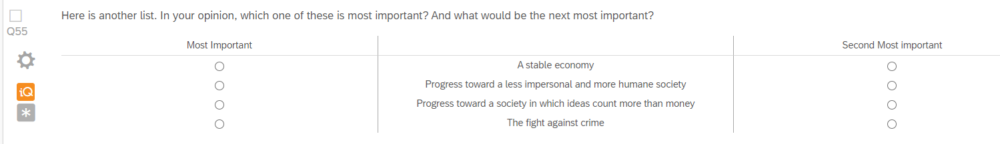 Here is another list. In your opinion, which one of these is most important? And what would be the next most important?
Q55
Most Important Second Most important
A stable economy
Progress toward a less impersonal and more humane society
iQ
Progress toward a society in which ideas count more than money
*
The fight against crime